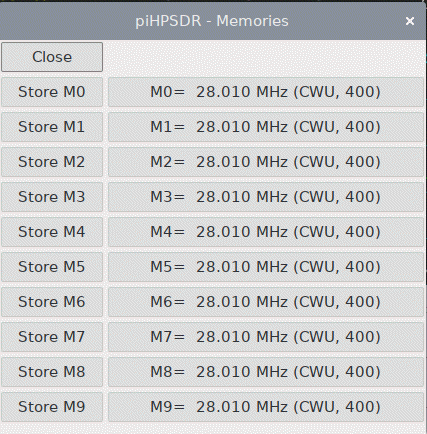 piHPSDR - Memories ×
Close
Store M0 M0= 28.010 MHz (CWU, 400)
Store M1 M1= 28.010 MHz (CWU, 400)
Store M2 M2= 28.010 MHz (CWU, 400)
Store M3 M3= 28.010 MHz (CWU, 400)
Store M4 M4= 28.010 MHz (CWU, 400)
Store M5 M5= 28.010 MHz (CWU, 400)
Store M6 M6= 28.010 MHz (CWU, 400)
Store M7 M7= 28.010 MHz (CWU, 400)
Store M8 M8= 28.010 MHz (CWU, 400)
Store M9 M9= 28.010 MHz (CWU, 400)